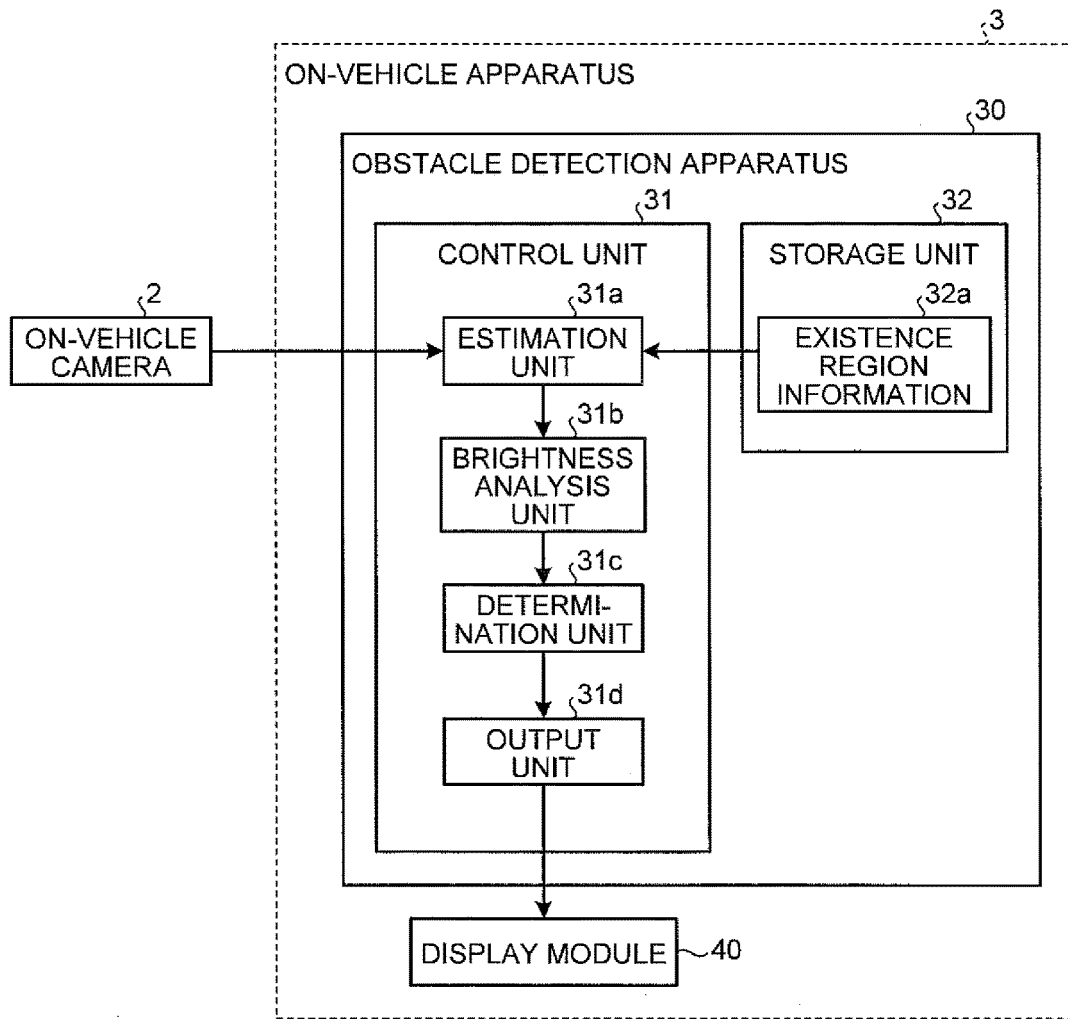 3
ON-VEHICLE APPARATUS
30
OBSTACLE DETECTION APPARATUS
31
CONTROL UNIT
32
STORAGE UNIT
2
ON-VEHICLE
CAMERA
31a
ESTIMATION
UNIT
32a
EXISTENCE
REGION
INFORMATION
31b
BRIGHTNESS
ANALYSIS
UNIT
31c
DETERMI-
NATION UNIT
31d
OUTPUT
UNIT
DISPLAY MODULE
40